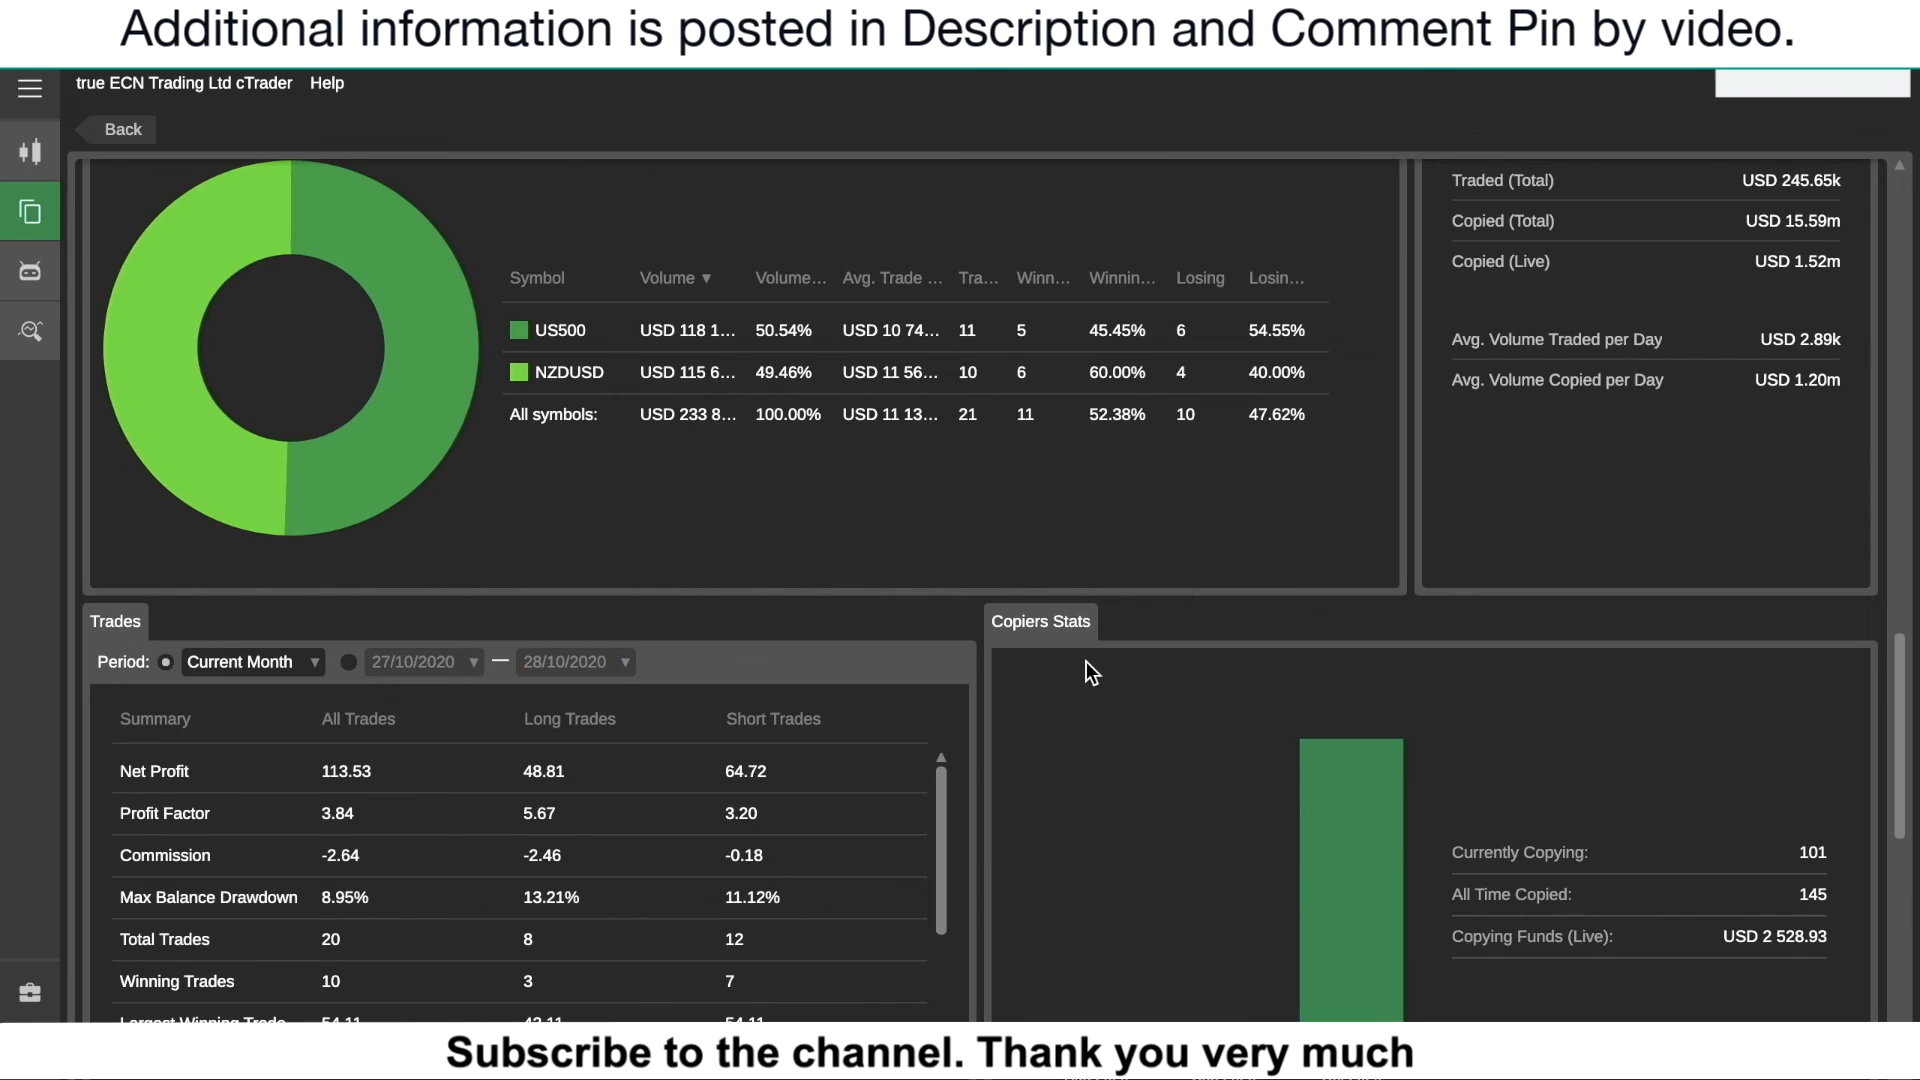 Additional information is posted in Description and Comment Pin by video.
true ECN Trading Ltd cTrader Help
Back
Symbol Volume ▼ Volume... Avg. Trade ... Tra... Winn... Winnin... Losing Losin...
US500 USD 118 1... 50.54% USD 10 74... 11 5 45.45% 6 54.55%
NZDUSD USD 115 6... 49.46% USD 11 56... 10 6 60.00% 4 40.00%
All symbols: USD 233 8... 100.00% USD 11 13... 21 11 52.38% 10 47.62%
Traded (Total) USD 245.65k
Copied (Total) USD 15.59m
Copied (Live) USD 1.52m
Avg. Volume Traded per Day USD 2.89k
Avg. Volume Copied per Day USD 1.20m
Trades
Period: Current Month ▼ 27/10/2020 ▼ — 28/10/2020 ▼
Summary All Trades Long Trades Short Trades
Net Profit 113.53 48.81 64.72
Profit Factor 3.84 5.67 3.20
Commission -2.64 -2.46 -0.18
Max Balance Drawdown 8.95% 13.21% 11.12%
Total Trades 20 8 12
Winning Trades 10 3 7
Largest Winning Trade 54.11 42.11 54.11
Copiers Stats
Currently Copying: 101
All Time Copied: 145
Copying Funds (Live): USD 2 528.93
Subscribe to the channel. Thank you very much